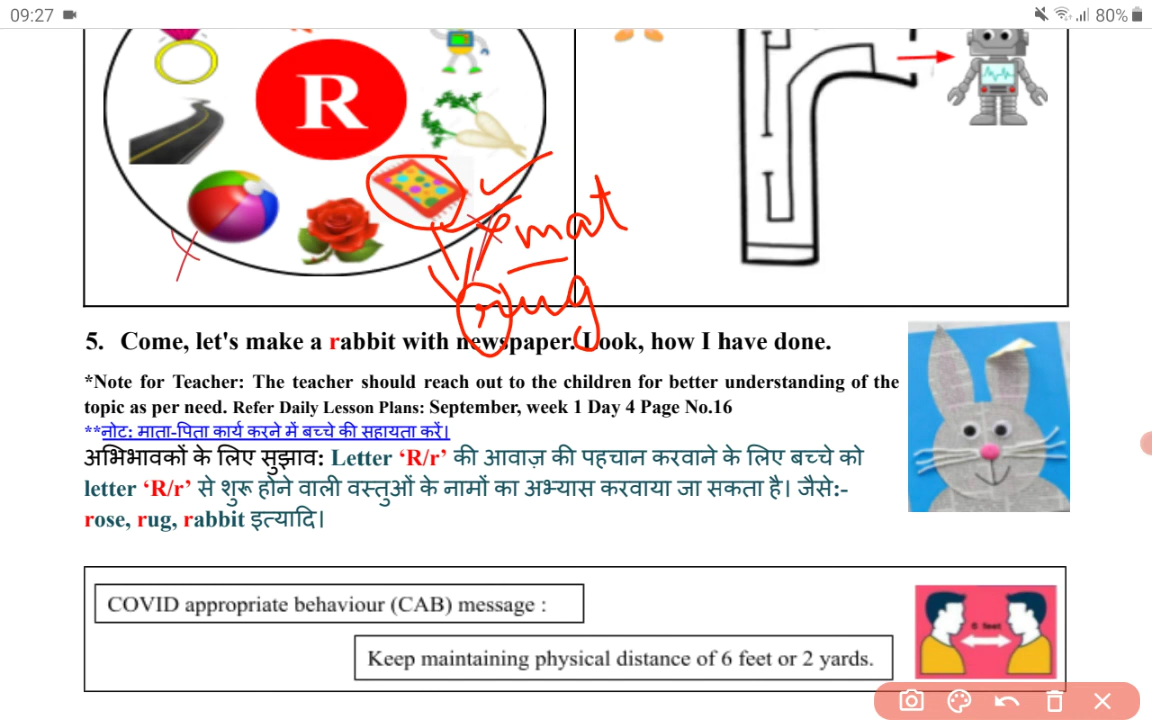 09:27
80%
R
mat
rug
5. Come, let's make a rabbit with newspaper. Look, how I have done.
*Note for Teacher: The teacher should reach out to the children for better understanding of the
topic as per need. Refer Daily Lesson Plans: September, week 1 Day 4 Page No.16
**नोट: माता-पिता कार्य करने में बच्चे की सहायता करें|
अभिभावकों के लिए सुझाव: Letter ‘R/r’ की आवाज़ की पहचान करवाने के लिए बच्चे को
letter ‘R/r’ से शुरू होने वाली वस्तुओं के नामों का अभ्यास करवाया जा सकता है| जैसे:-
rose, rug, rabbit इत्यादि|
COVID appropriate behaviour (CAB) message :
6 feet
Keep maintaining physical distance of 6 feet or 2 yards.